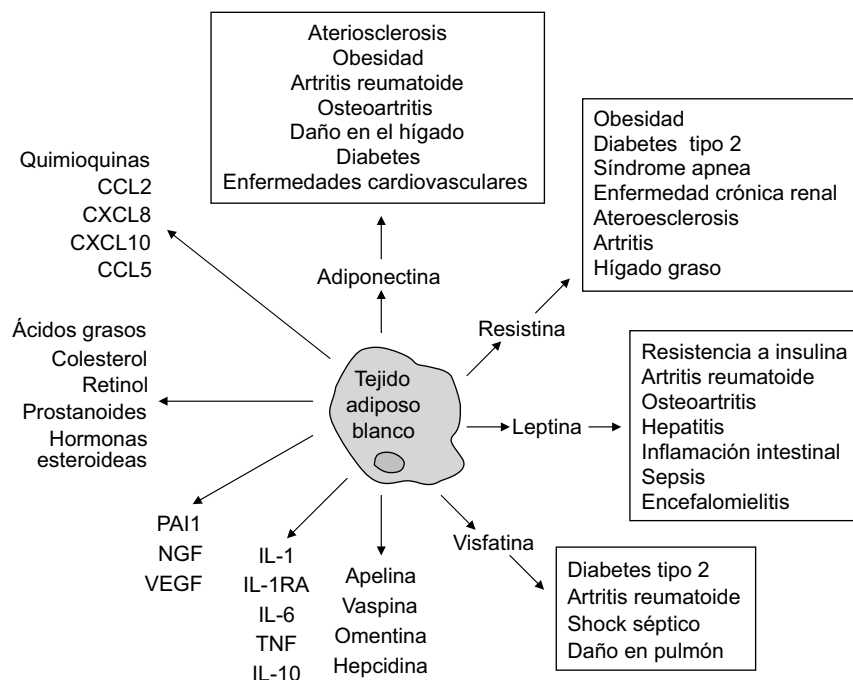 Ateriosclerosis
Obesidad
Artritis reumatoide
Osteoartritis
Daño en el hígado
Diabetes
Enfermedades cardiovasculares
Obesidad
Diabetes tipo 2
Síndrome apnea
Enfermedad crónica renal
Ateroesclerosis
Artritis
Hígado graso
Quimioquinas
CCL2
CXCL8
CXCL10
CCL5
Adiponectina
Resistina
Ácidos grasos
Colesterol
Retinol
Prostanoides
Hormonas
esteroideas
Tejido
adiposo
blanco
Leptina
Resistencia a insulina
Artritis reumatoide
Osteoartritis
Hepatitis
Inflamación intestinal
Sepsis
Encefalomielitis
PAI1
NGF
VEGF
IL-1
IL-1RA
IL-6
TNF
IL-10
Apelina
Vaspina
Omentina
Hepcidina
Visfatina
Diabetes tipo 2
Artritis reumatoide
Shock séptico
Daño en pulmón